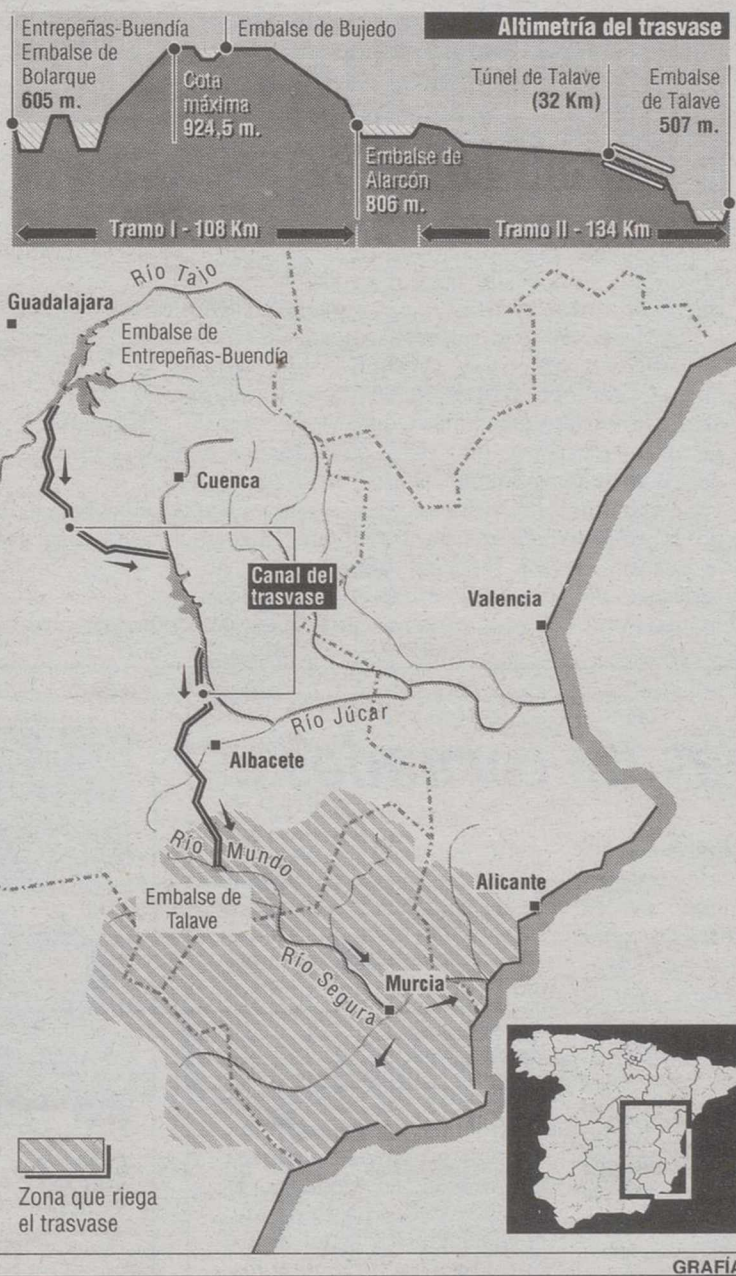 Altimetría del trasvase
Entrepeñas-Buendía
Embalse de
Bolarque
605 m.
Embalse de Bujedo
Cota
máxima
924,5 m.
Embalse de
Alarcón
806 m.
Túnel de Talave
(32 Km)
Embalse
de Talave
507 m.
Tramo I - 108 Km
Tramo II - 134 Km
Río Tajo
Guadalajara
Embalse de
Entrepeñas-Buendía
Cuenca
Canal del
trasvase
Valencia
Río Júcar
Albacete
Río Mundo
Embalse de
Talave
Alicante
Río Segura
Murcia
Zona que riega
el trasvase
GRAFÍA